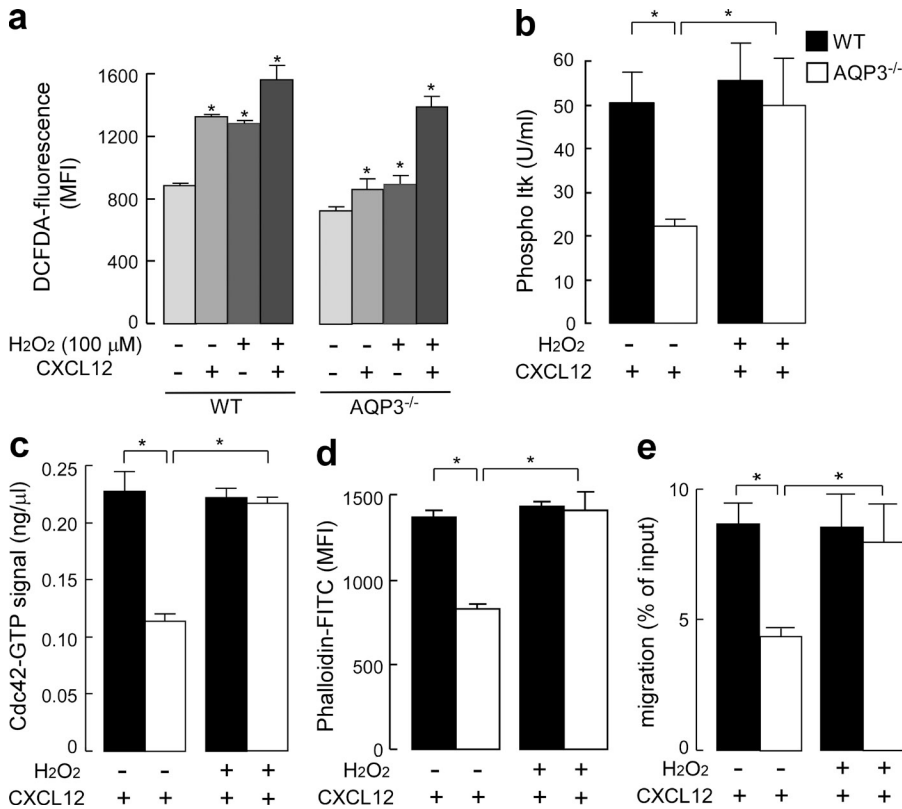 a
DCFDA-fluorescence
(MFI)
1600
1200
800
400
0
* * * * * *
H2O2 (100 μM) - - + + - - + +
CXCL12 - + - + - + - +
WT AQP3-/-
b
WT
AQP3-/-
* *
Phospho Itk (U/ml)
60
50
40
30
20
10
0
H2O2 - - + +
CXCL12 + + + +
c
* *
Cdc42-GTP signal (ng/μl)
0.25
0.20
0.15
0.10
0.05
0
H2O2 - - + +
CXCL12 + + + +
d
* *
Phalloidin-FITC (MFI)
1500
1000
500
0
H2O2 - - + +
CXCL12 + + + +
e
* *
migration (% of input)
10
5
0
H2O2 - - + +
CXCL12 + + + +